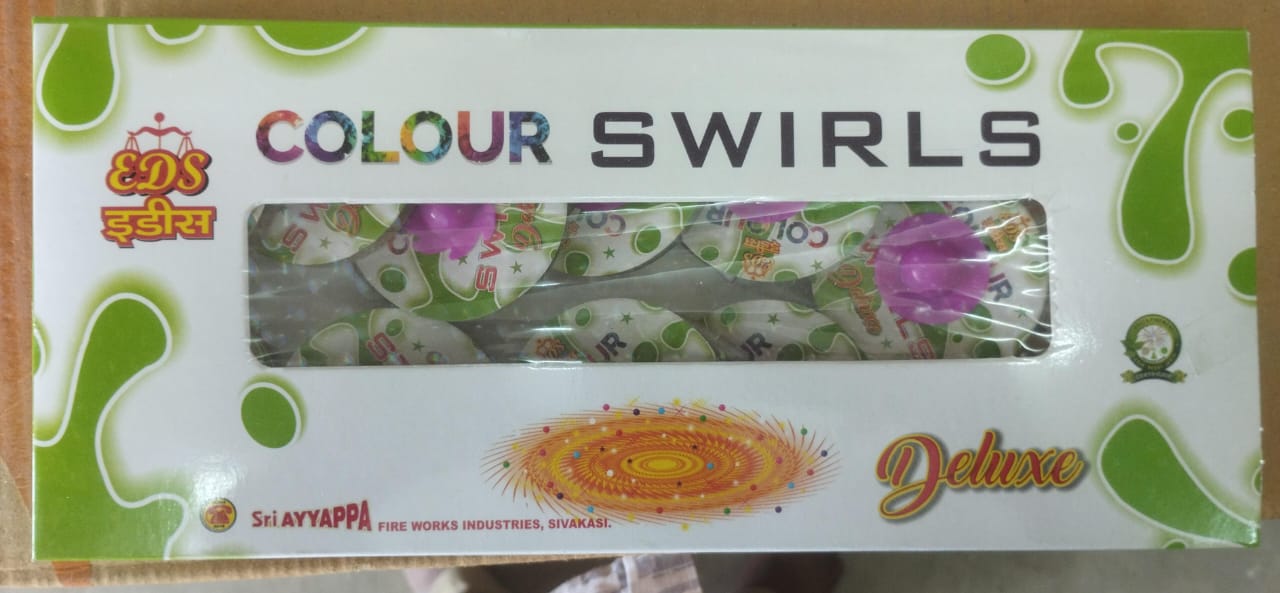 COLOUR SWIRLS
EDS
इडीस
Deluxe
Sri AYYAPPA FIRE WORKS INDUSTRIES, SIVAKASI.